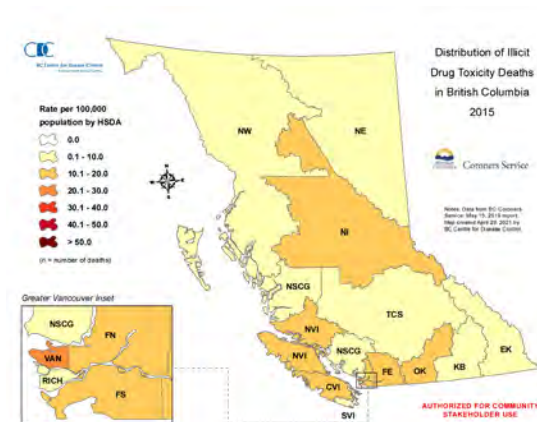 BC Centre for Disease Control
Distribution of Illicit
Drug Toxicity Deaths
in British Columbia
2015
Rate per 100,000
population by HSDA
0.0
0.1 - 10.0
10.1 - 20.0
20.1 - 30.0
30.1 - 40.0
40.1 - 50.0
> 50.0
(n = number of deaths)
Coroners Service
Notes: Data from BC Coroners
Service, May 15, 2019 report.
Map created April 29, 2021 by
BC Centre for Disease Control.
NW
NE
NI
NSCG
TCS
NVI
NVI
NSCG
CVI
SVI
FE
OK
KB
EK
Greater Vancouver Inset
NSCG
FN
VAN
RICH
FS
AUTHORIZED FOR COMMUNITY
STAKEHOLDER USE